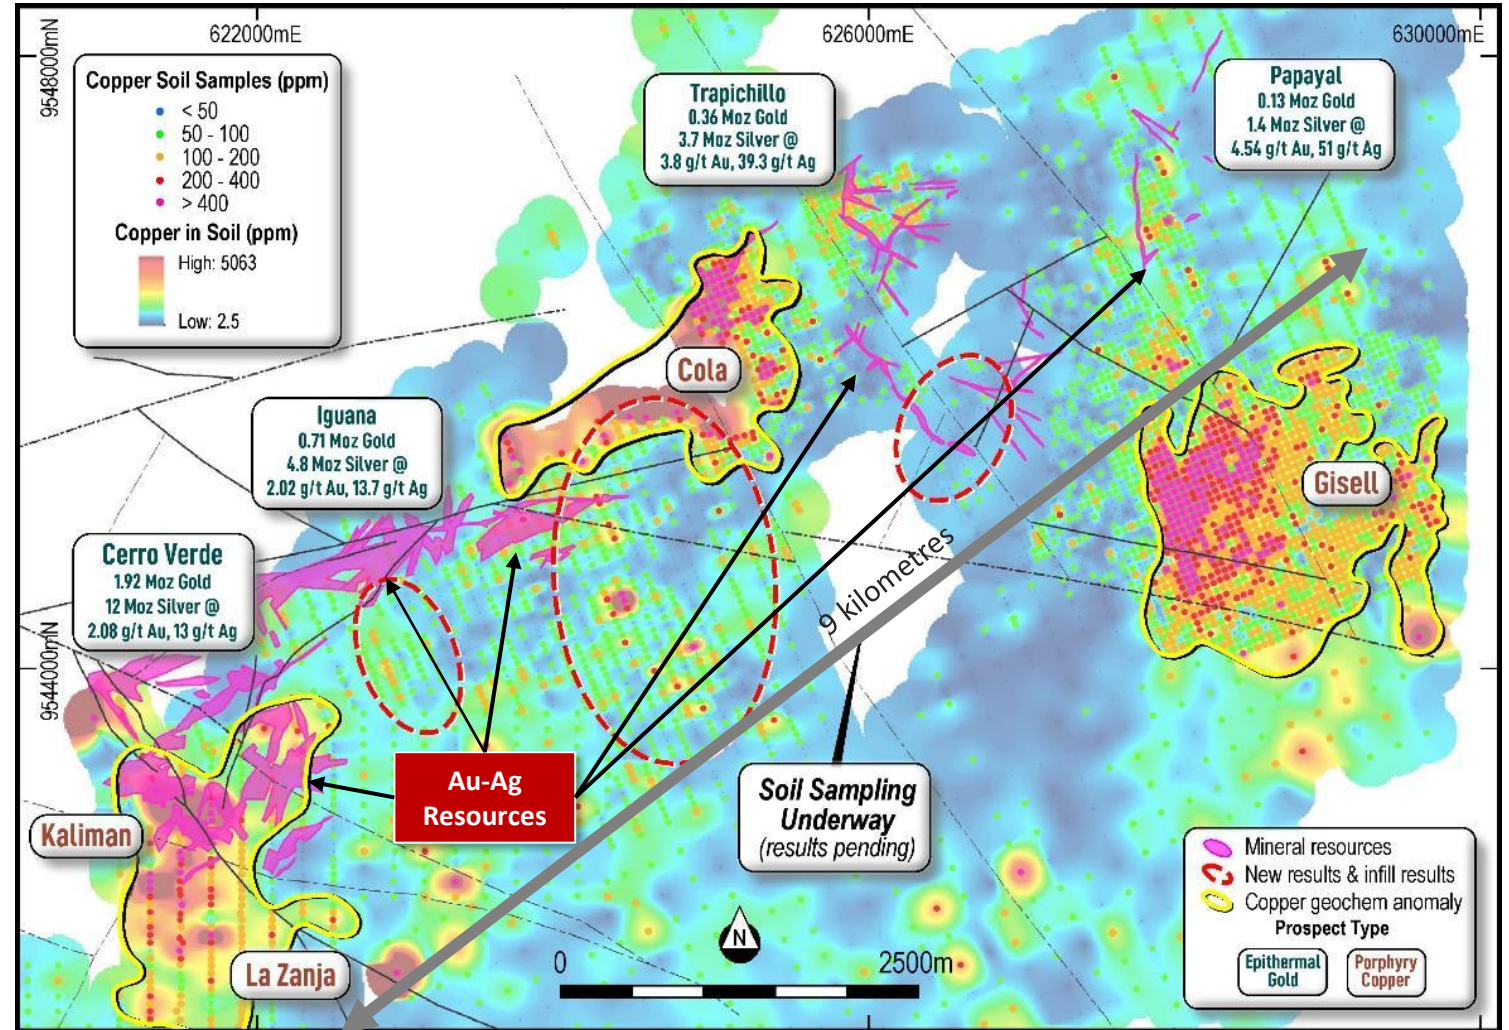 622000mE
626000mE
630000mE
9548000mN
9544000mN
Copper Soil Samples (ppm)
< 50
50 - 100
100 - 200
200 - 400
> 400
Copper in Soil (ppm)
High: 5063
Low: 2.5
Trapichillo
0.36 Moz Gold
3.7 Moz Silver @
3.8 g/t Au, 39.3 g/t Ag
Papayal
0.13 Moz Gold
1.4 Moz Silver @
4.54 g/t Au, 51 g/t Ag
Cola
Iguana
0.71 Moz Gold
4.8 Moz Silver @
2.02 g/t Au, 13.7 g/t Ag
Gisell
Cerro Verde
1.92 Moz Gold
12 Moz Silver @
2.08 g/t Au, 13 g/t Ag
9 kilometres
Au-Ag
Resources
Soil Sampling
Underway
(results pending)
Kaliman
La Zanja
N
0
2500m
Mineral resources
New results & infill results
Copper geochem anomaly
Prospect Type
Epithermal
Gold
Porphyry
Copper